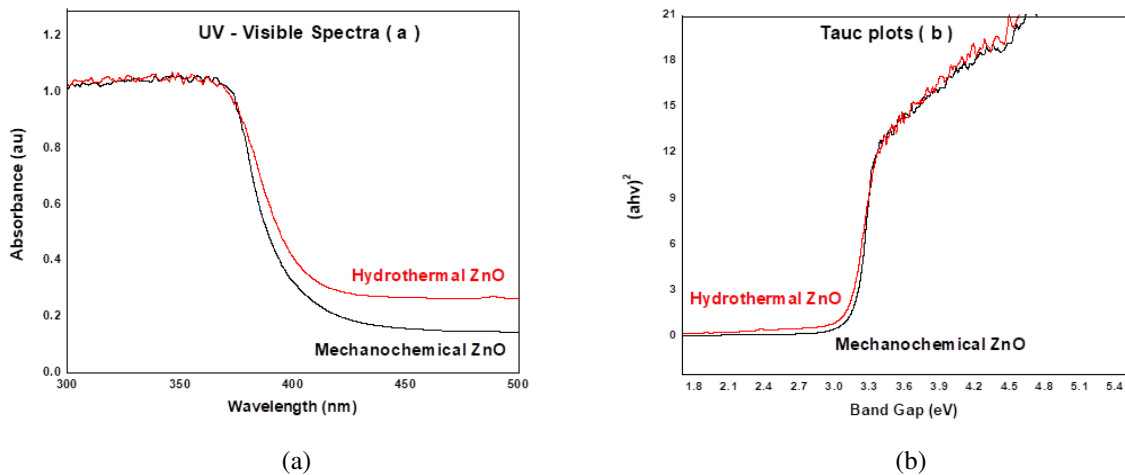 UV - Visible Spectra ( a )
1.2
1.0
0.8
0.6
0.4
0.2
0.0
Absorbance (au)
Hydrothermal ZnO
Mechanochemical ZnO
300 350 400 450 500
Wavelength (nm)
(a)
Tauc plots ( b )
21
18
15
12
9
6
3
0
(ahv)²
Hydrothermal ZnO
Mechanochemical ZnO
1.8 2.1 2.4 2.7 3.0 3.3 3.6 3.9 4.2 4.5 4.8 5.1 5.4
Band Gap (eV)
(b)